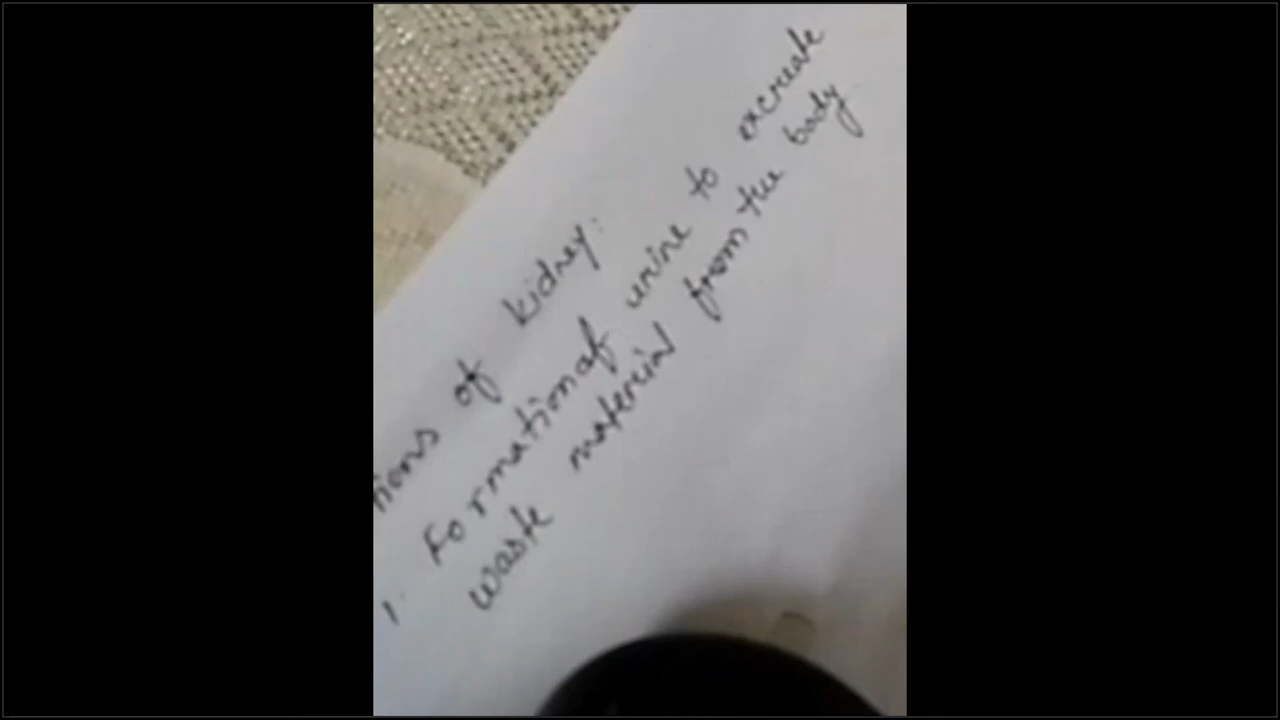 tions of kidney:
1. Formation of urine to excreate
waste material from the body